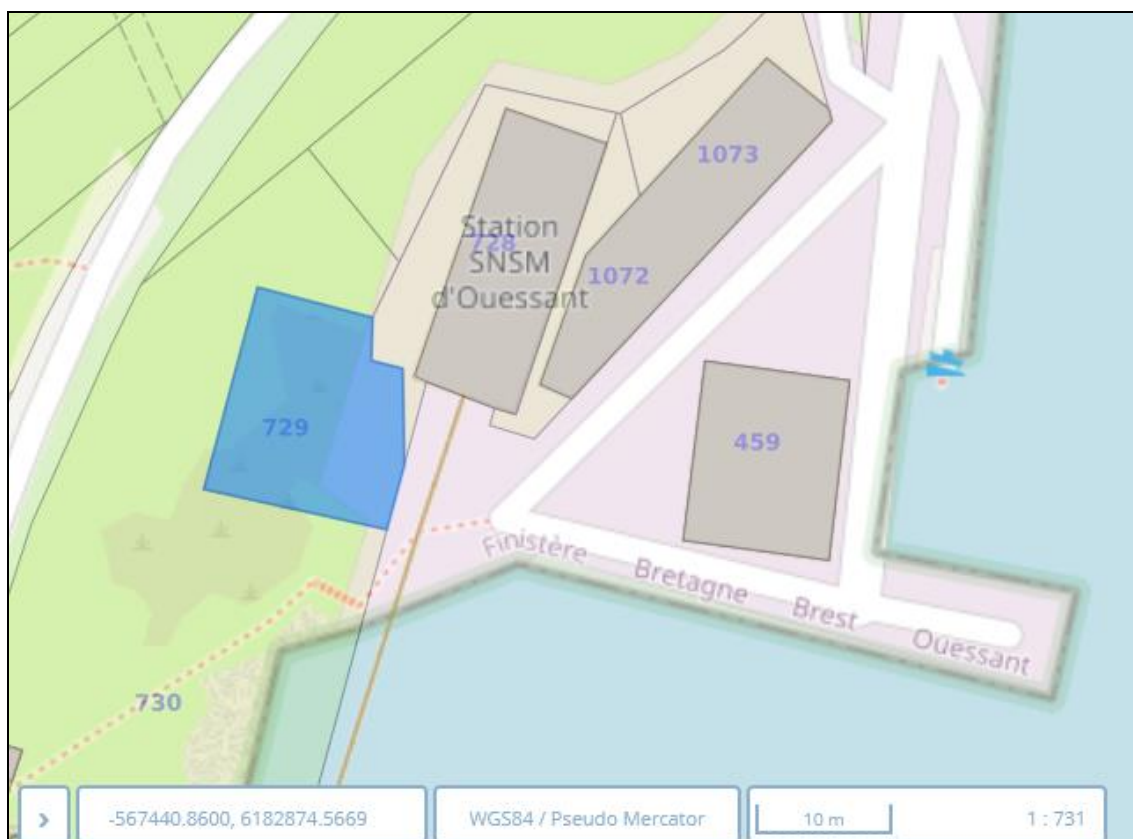 1073
Station
728
SNSM
1072
d'Ouessant
729
459
Finistère Bretagne Brest Ouessant
730
› -567440.8600, 6182874.5669 WGS84 / Pseudo Mercator 10 m 1 : 731